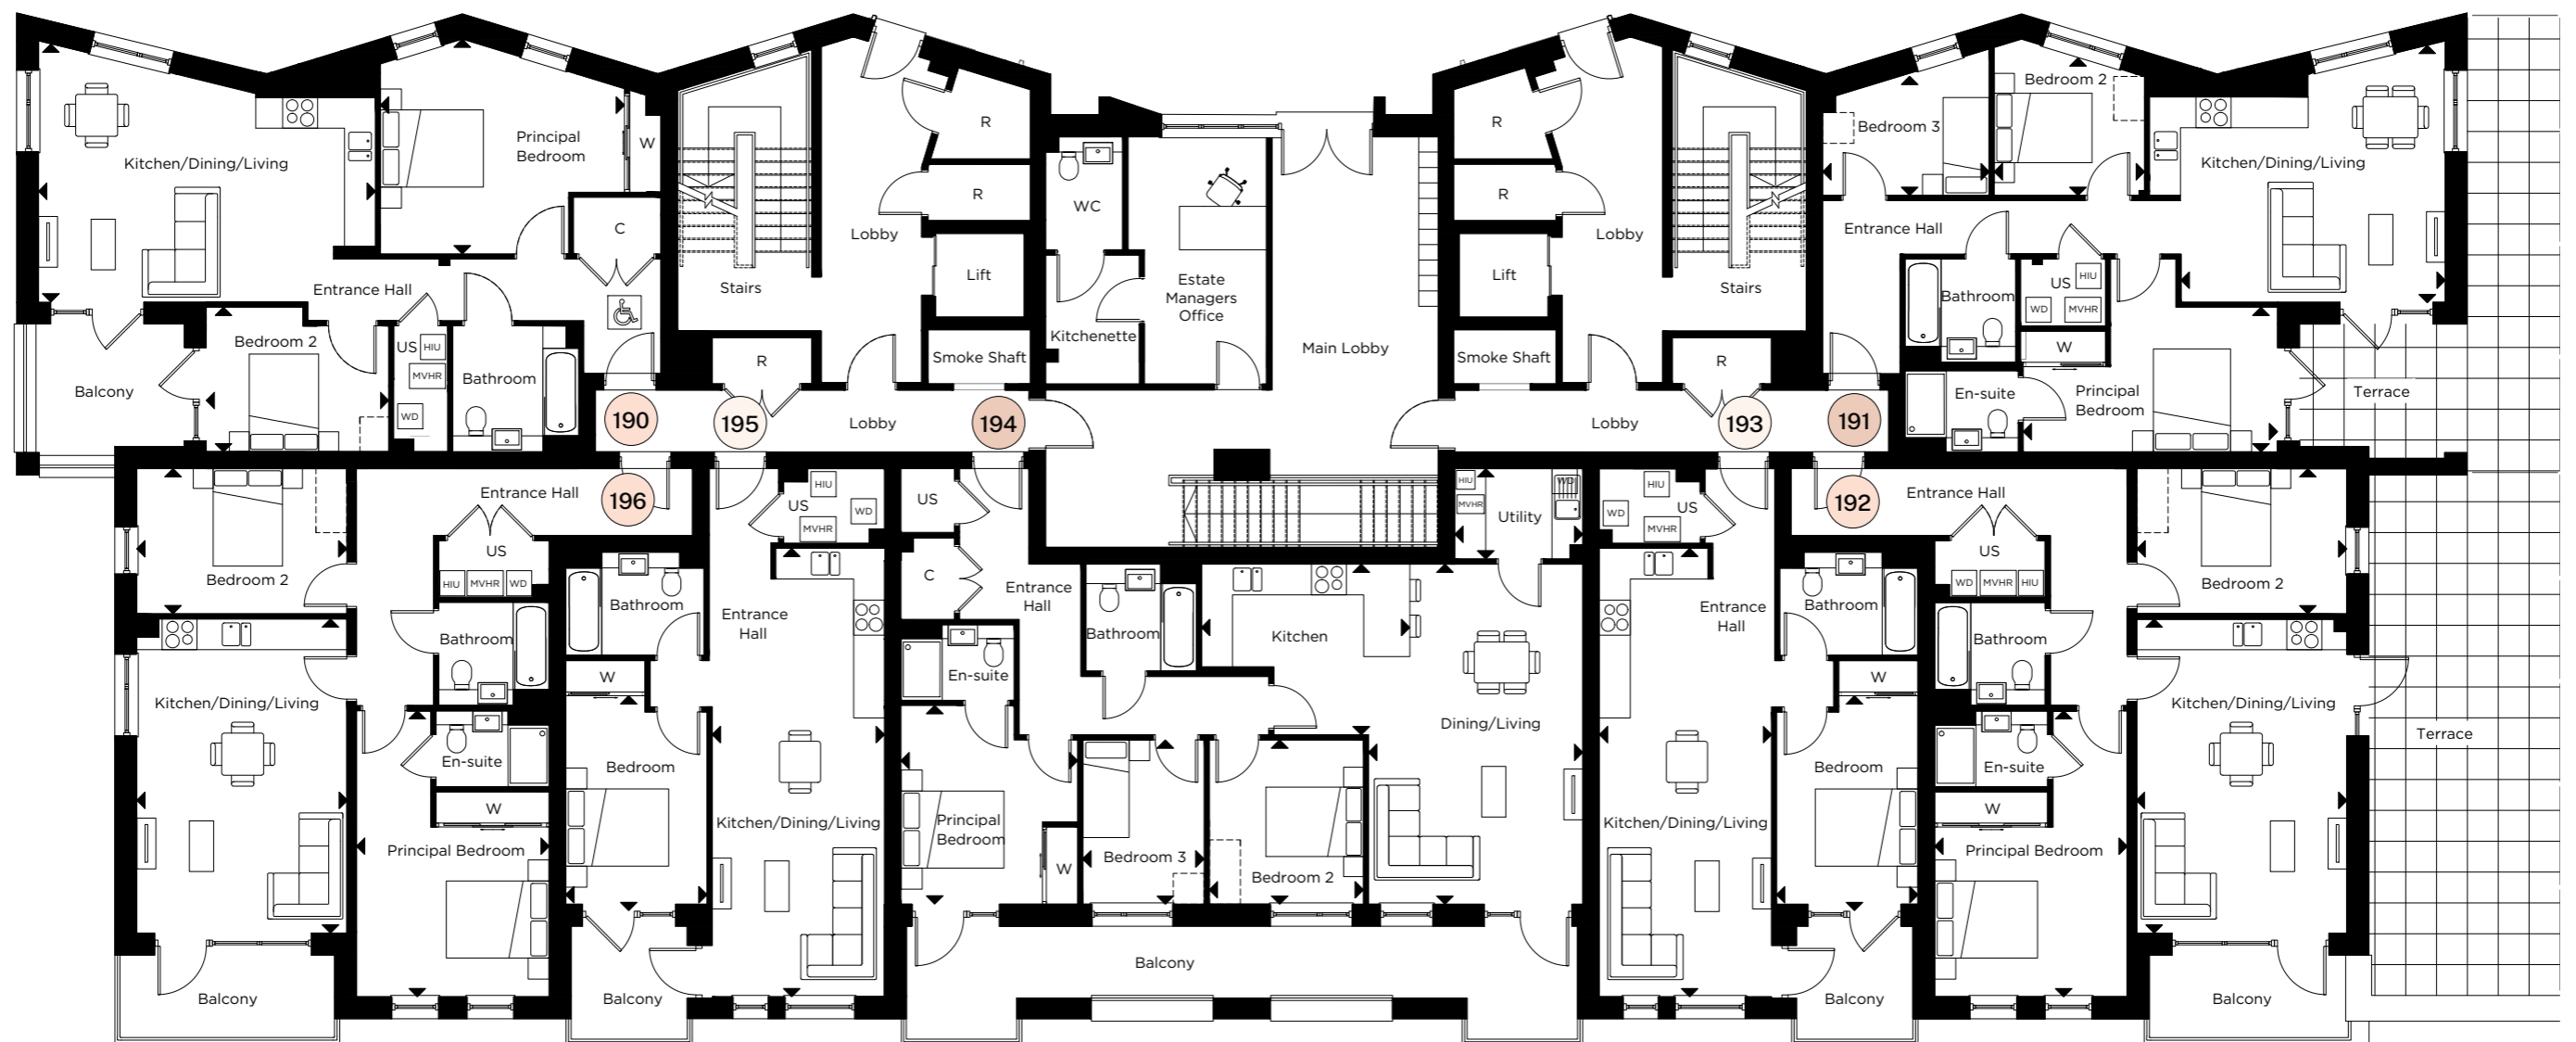 Kitchen/Dining/Living
Principal
Bedroom
W
C
Entrance Hall
Bedroom 2
US
HIU
MVHR
WD
Bathroom
Balcony
Stairs
Lobby
R
R
Lift
Smoke Shaft
R
Lobby
190
195
194
WC
Kitchenette
Estate
Managers
Office
Main Lobby
R
R
Lobby
Lift
Smoke Shaft
Stairs
R
Lobby
193
191
Bedroom 3
Bedroom 2
Kitchen/Dining/Living
Entrance Hall
Bathroom
US
HIU
WD
MVHR
W
En-suite
Principal
Bedroom
Terrace
196
Entrance Hall
Bedroom 2
US
HIU
MVHR
WD
Bathroom
Kitchen/Dining/Living
En-suite
W
Principal Bedroom
Balcony
US
HIU
MVHR
WD
Bathroom
Entrance
Hall
W
Bedroom
Kitchen/Dining/Living
Balcony
US
C
Entrance
Hall
En-suite
Bathroom
Kitchen
Utility
HIU
MVHR
WD
Dining/Living
Principal
Bedroom
W
Bedroom 3
Bedroom 2
Balcony
HIU
US
WD
MVHR
Entrance
Hall
Bathroom
W
Bedroom
Kitchen/Dining/Living
Balcony
192
Entrance Hall
US
WD
MVHR
HIU
Bedroom 2
Bathroom
Kitchen/Dining/Living
En-suite
W
Principal Bedroom
Balcony
Terrace